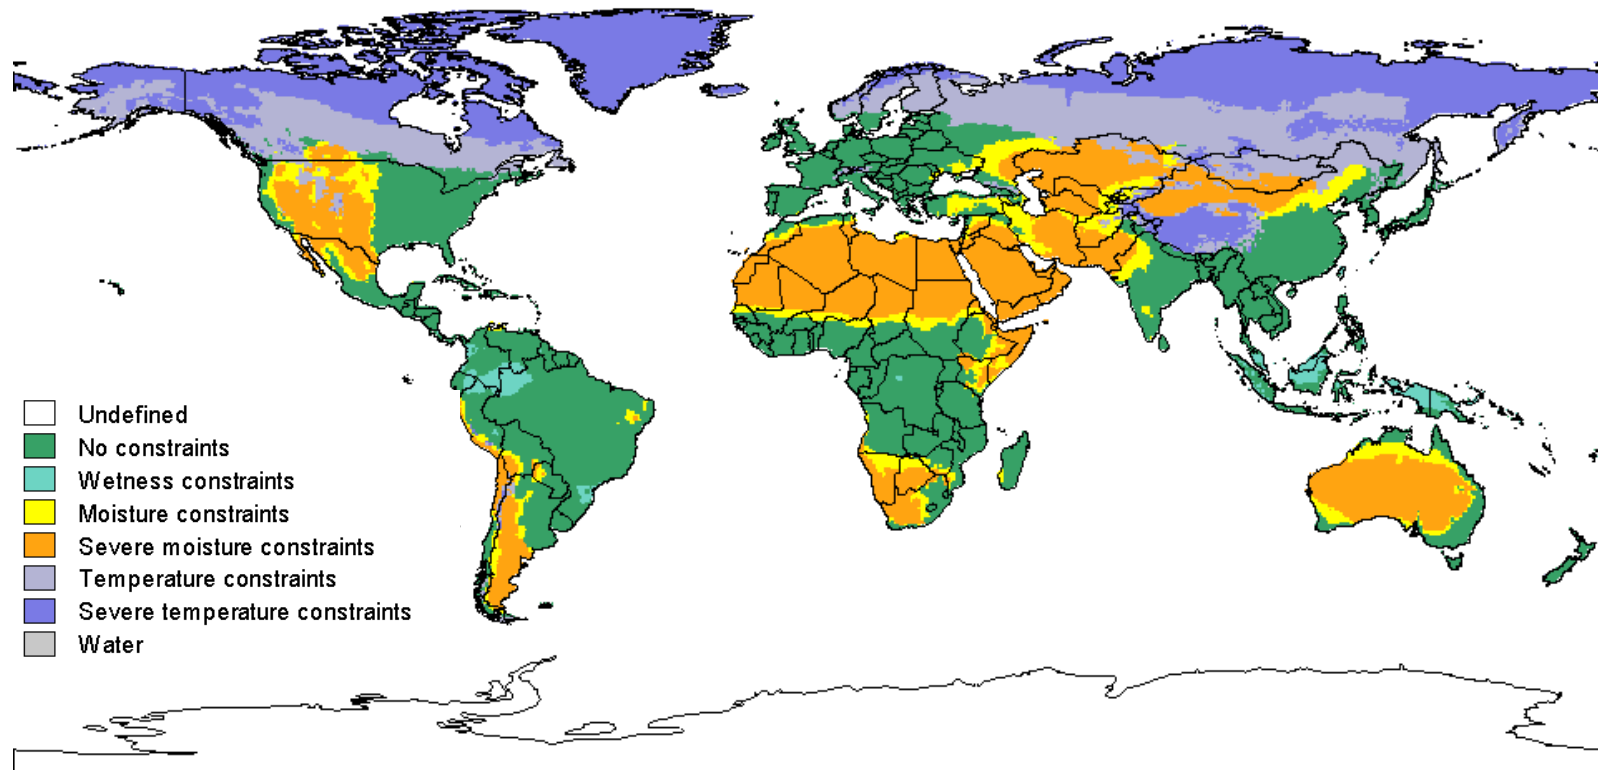 Undefined
No constraints
Wetness constraints
Moisture constraints
Severe moisture constraints
Temperature constraints
Severe temperature constraints
Water